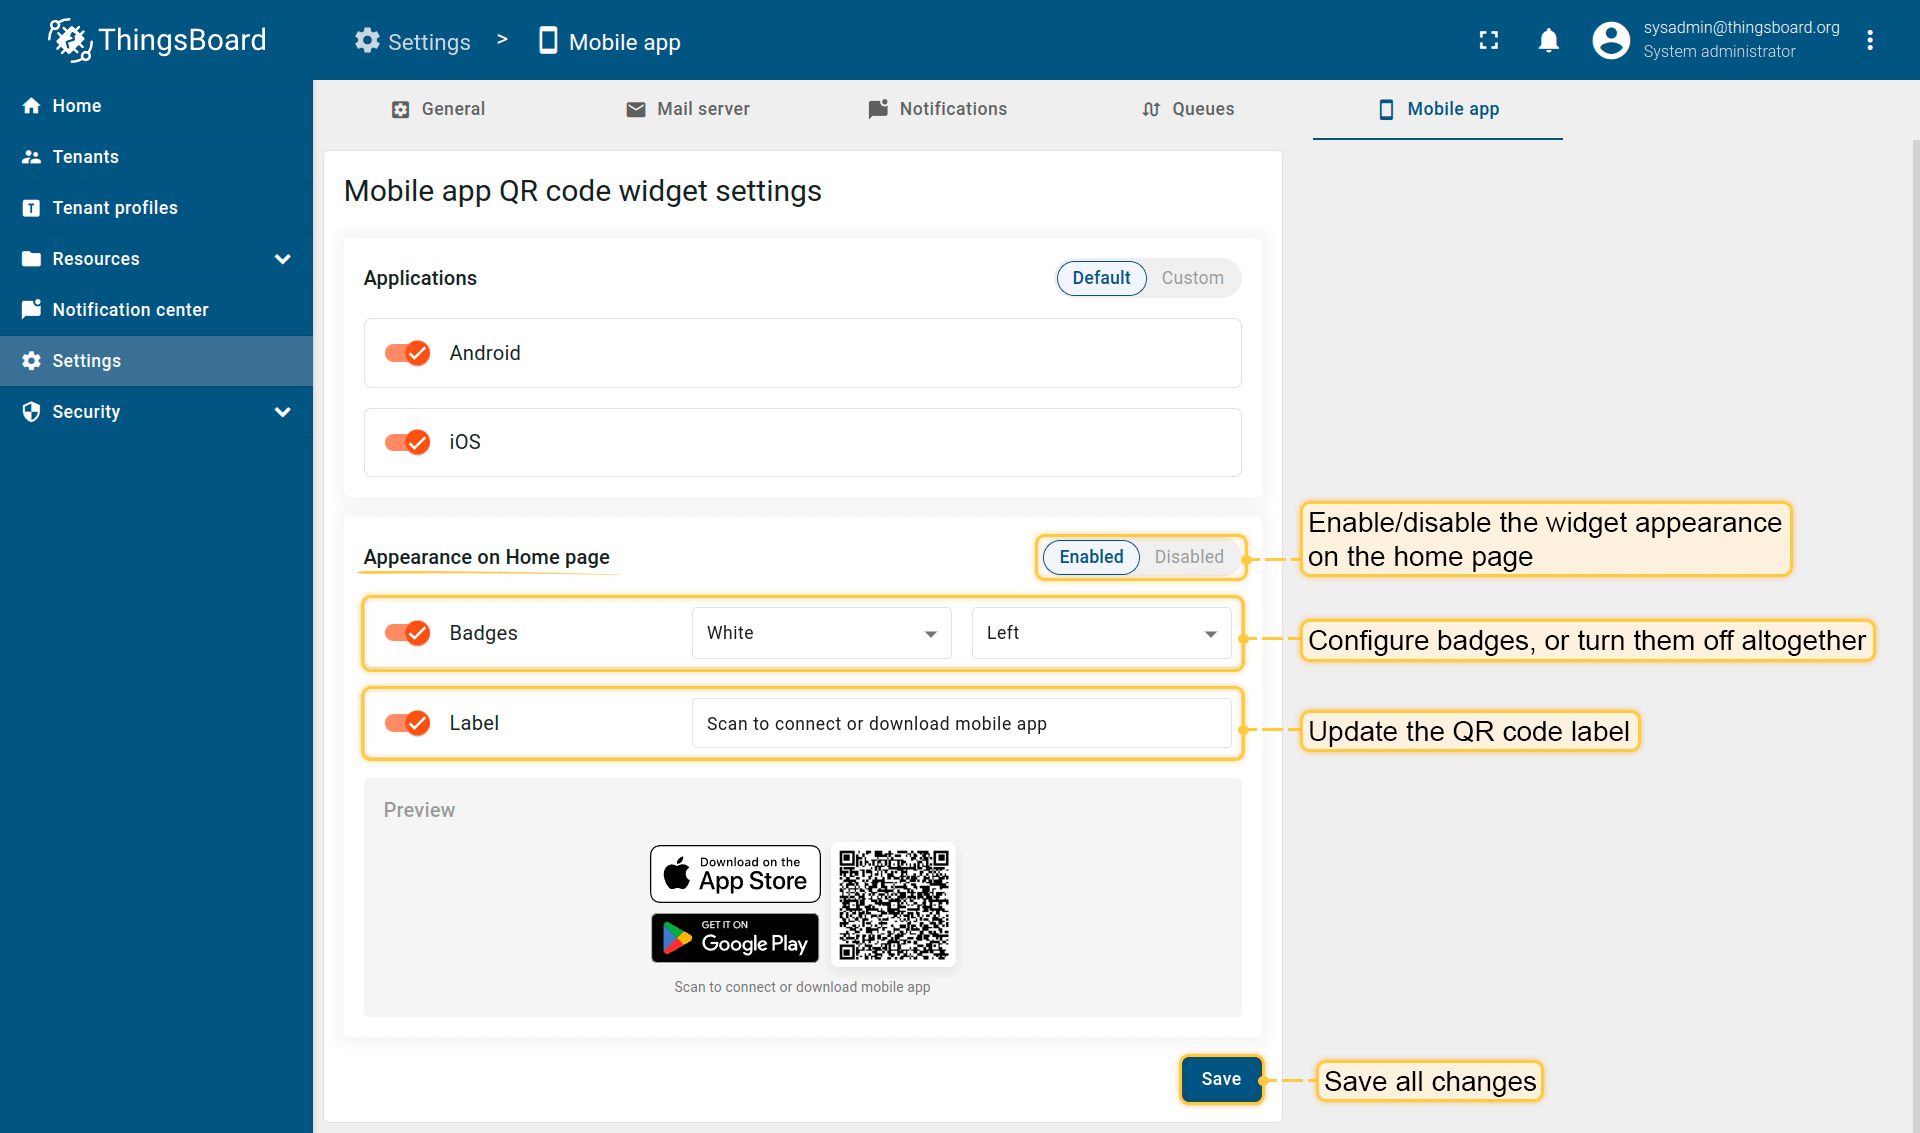 ThingsBoard
Settings > Mobile app
sysadmin@thingsboard.org
System administrator
Home
Tenants
Tenant profiles
Resources
Notification center
Settings
Security
General
Mail server
Notifications
Queues
Mobile app
Mobile app QR code widget settings
Applications
Default Custom
Android
iOS
Appearance on Home page
Enabled Disabled
Enable/disable the widget appearance
on the home page
Badges
White
Left
Configure badges, or turn them off altogether
Label
Scan to connect or download mobile app
Update the QR code label
Preview
Download on the
App Store
GET IT ON
Google Play
Scan to connect or download mobile app
Save
Save all changes